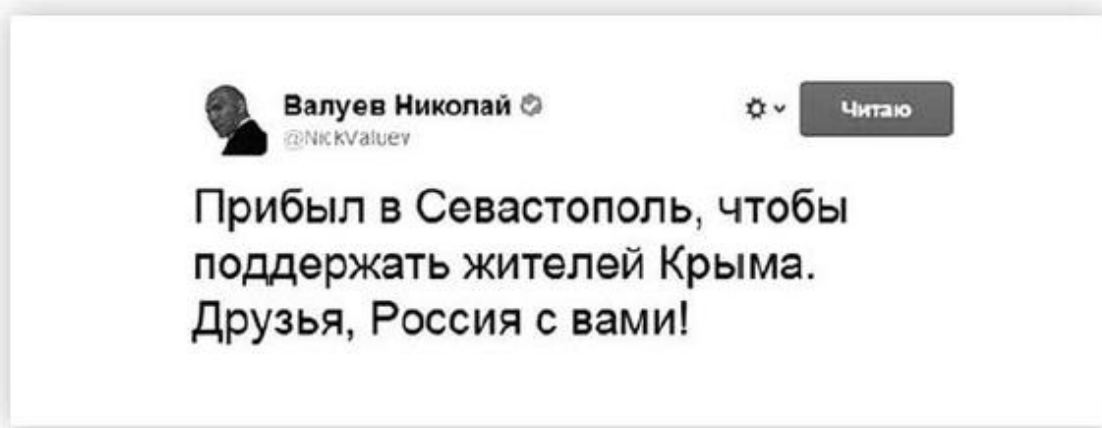 Валуев Николай
@NickValuev
Читаю
Прибыл в Севастополь, чтобы
поддержать жителей Крыма.
Друзья, Россия с вами!